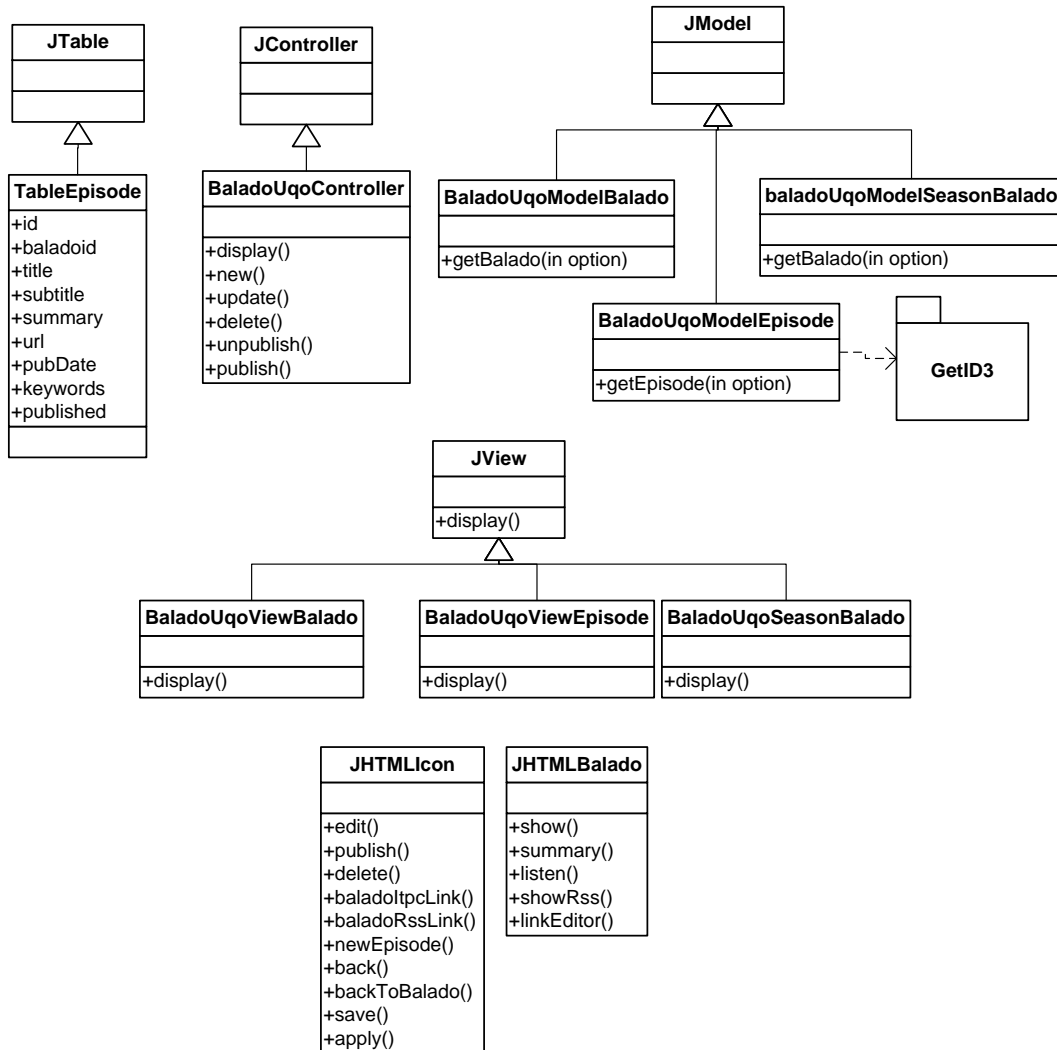 JTable
JController
JModel
TableEpisode
+id
+baladoid
+title
+subtitle
+summary
+url
+pubDate
+keywords
+published
BaladoUqoController
+display()
+new()
+update()
+delete()
+unpublish()
+publish()
BaladoUqoModelBalado
+getBalado(in option)
baladoUqoModelSeasonBalado
+getBalado(in option)
BaladoUqoModelEpisode
+getEpisode(in option)
GetID3
JView
+display()
BaladoUqoViewBalado
+display()
BaladoUqoViewEpisode
+display()
BaladoUqoSeasonBalado
+display()
JHTMLIcon
+edit()
+publish()
+delete()
+baladoItpcLink()
+baladoRssLink()
+newEpisode()
+back()
+backToBalado()
+save()
+apply()
JHTMLBalado
+show()
+summary()
+listen()
+showRss()
+linkEditor()